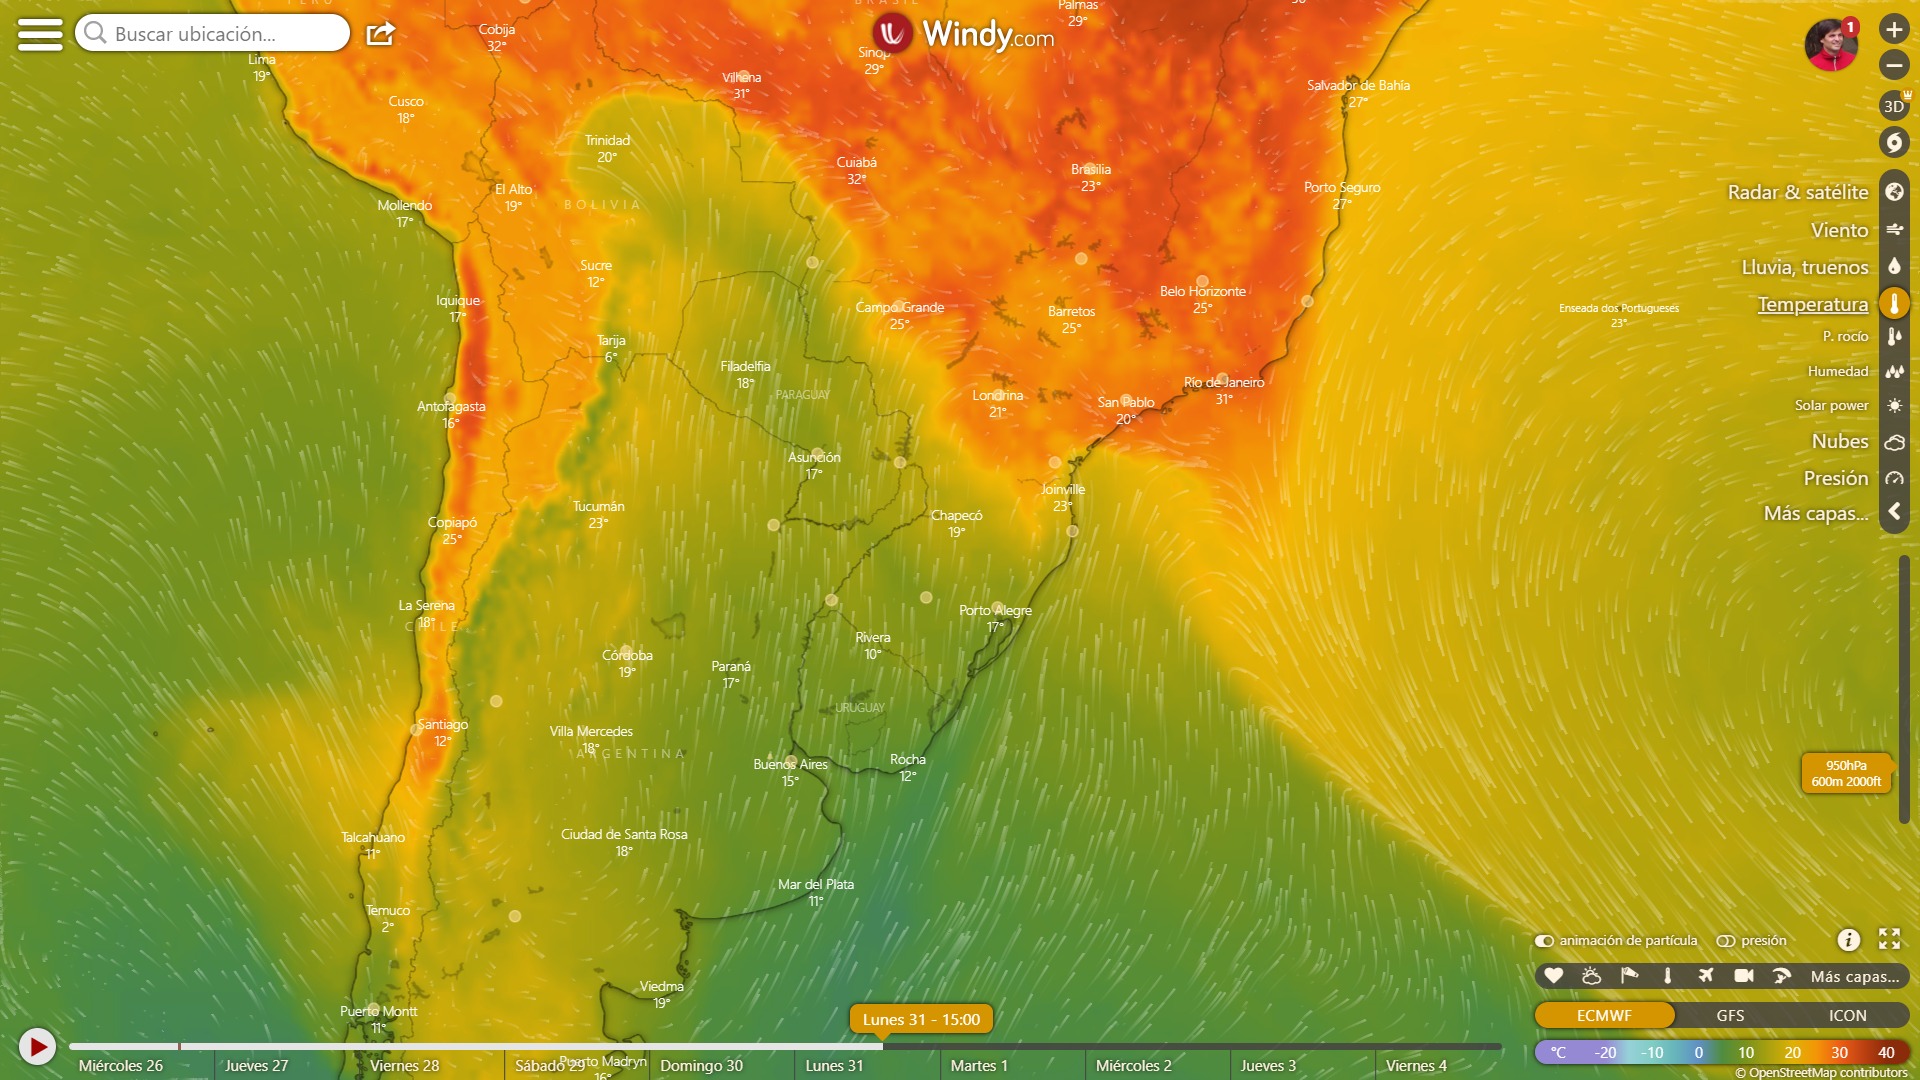 PERÚ
BRASIL
Palmas
29°
30
Buscar ubicación...
Cobija
32°
Windy.com
1
Lima
19°
Sinop
29°
Vilhena
31°
Salvador de Bahía
27°
3D
Cusco
18°
Trinidad
20°
Cuiabá
32°
Brasilia
23°
Porto Seguro
27°
El Alto
19°
BOLIVIA
Mollendo
17°
Radar & satélite
Viento
Lluvia, truenos
Temperatura
P. rocío
Humedad
Solar power
Nubes
Presión
Más capas...
Sucre
12°
Iquique
17°
Campo Grande
25°
Barretos
25°
Belo Horizonte
25°
Enseada dos Portugueses
23°
Tarija
6°
Filadelfia
18°
PARAGUAY
Londrina
21°
San Pablo
20°
Río de Janeiro
31°
Antofagasta
16°
Asunción
17°
Joinville
23°
Tucumán
23°
Chapecó
19°
Copiapó
25°
La Serena
18°
CHILE
Porto Alegre
17°
Rivera
10°
Córdoba
19°
Paraná
17°
URUGUAY
Santiago
12°
Villa Mercedes
18°
ARGENTINA
Buenos Aires
15°
Rocha
12°
950hPa
600m 2000ft
Talcahuano
11°
Ciudad de Santa Rosa
18°
Mar del Plata
11°
Temuco
2°
Viedma
19°
Puerto Montt
11°
Puerto Madryn
16°
animación de partícula
presión
Más capas...
ECMWF GFS ICON
°C -20 -10 0 10 20 30 40
© OpenStreetMap contributors
Lunes 31 - 15:00
Miércoles 26 Jueves 27 Viernes 28 Sábado 29 Domingo 30 Lunes 31 Martes 1 Miércoles 2 Jueves 3 Viernes 4